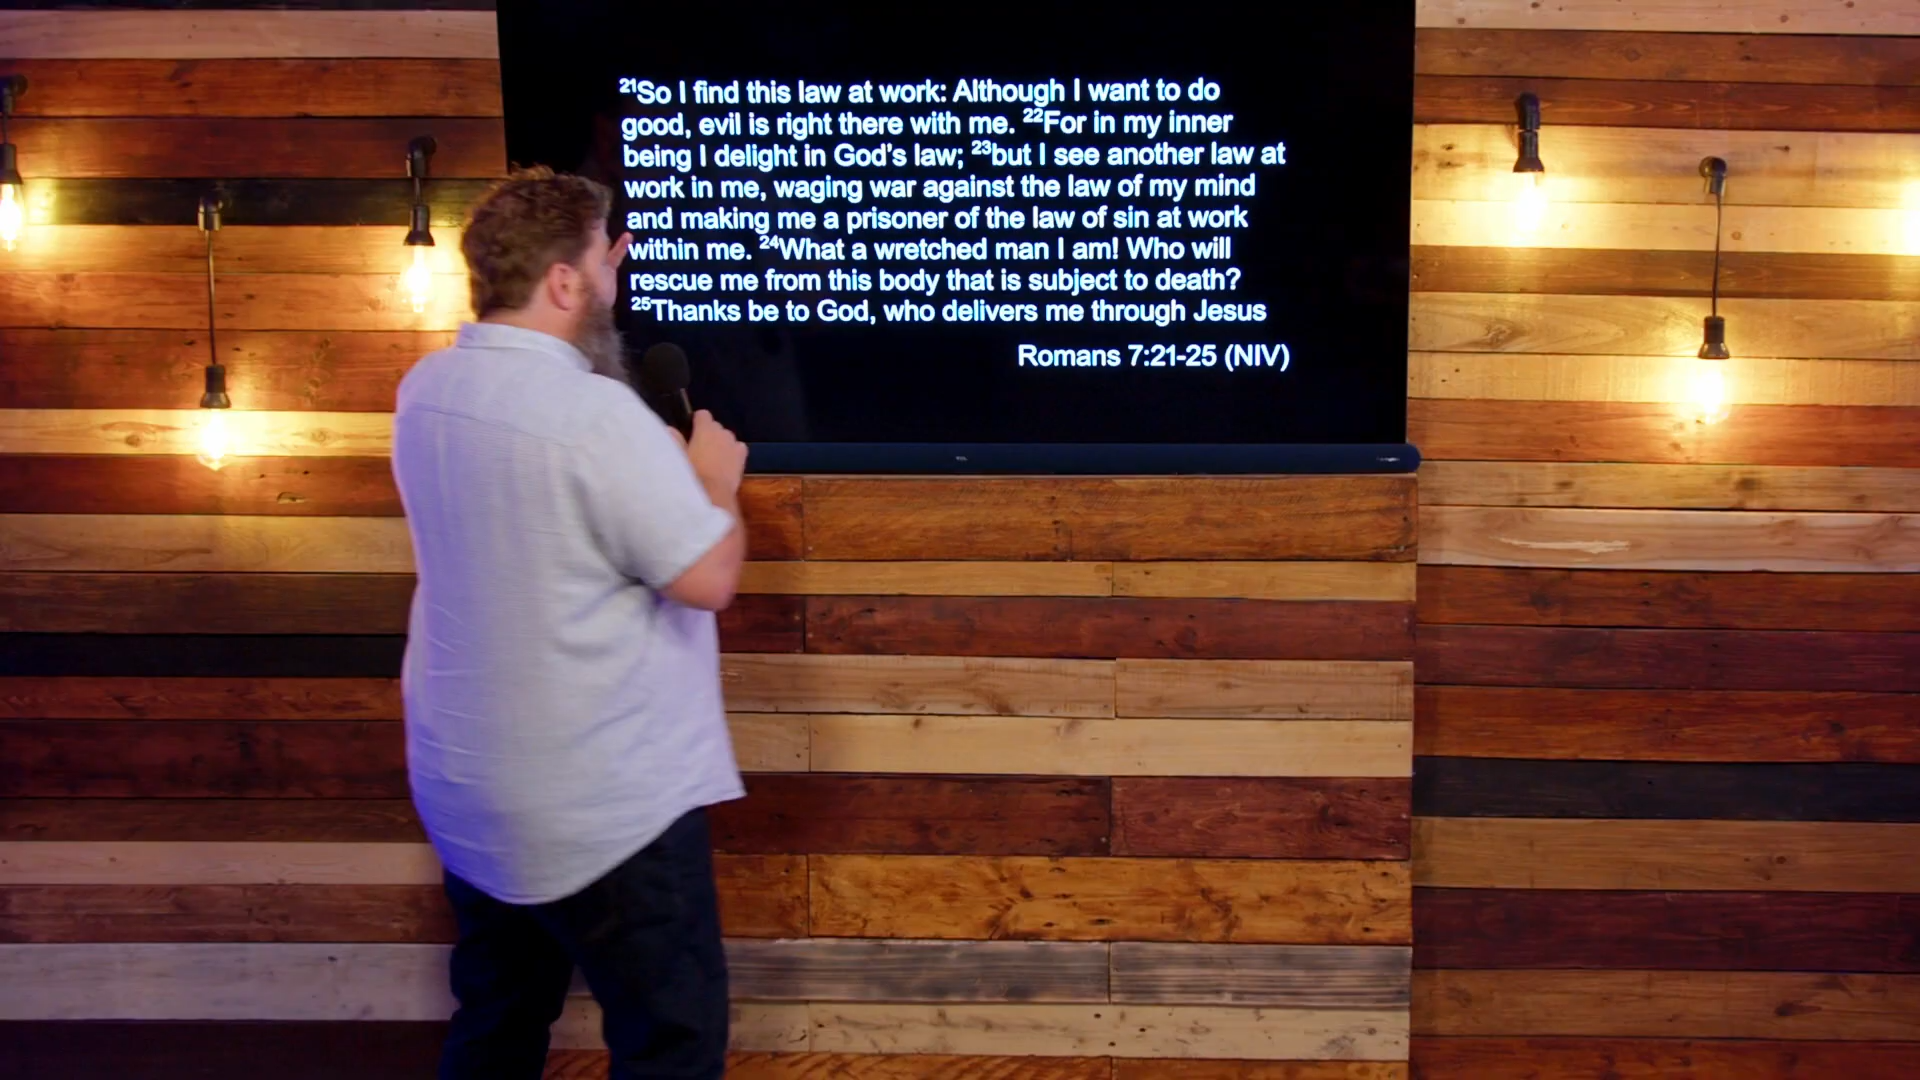 ²¹So I find this law at work: Although I want to do
good, evil is right there with me. ²²For in my inner
being I delight in God's law; ²³but I see another law at
work in me, waging war against the law of my mind
and making me a prisoner of the law of sin at work
within me. ²⁴What a wretched man I am! Who will
rescue me from this body that is subject to death?
²⁵Thanks be to God, who delivers me through Jesus
Romans 7:21-25 (NIV)